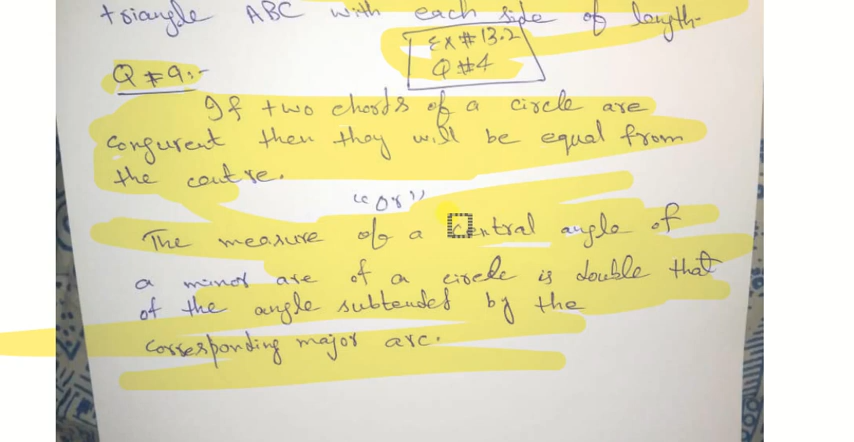 triangle ABC with each side of length-
Ex # 13.2
Q #4
Q # 9:-
If two chords of a circle are
congurent then they will be equal from
the centre.
"or"
The measure of a central angle of
a minor arc of a circle is double that
of the angle subtended by the
corresponding major arc.